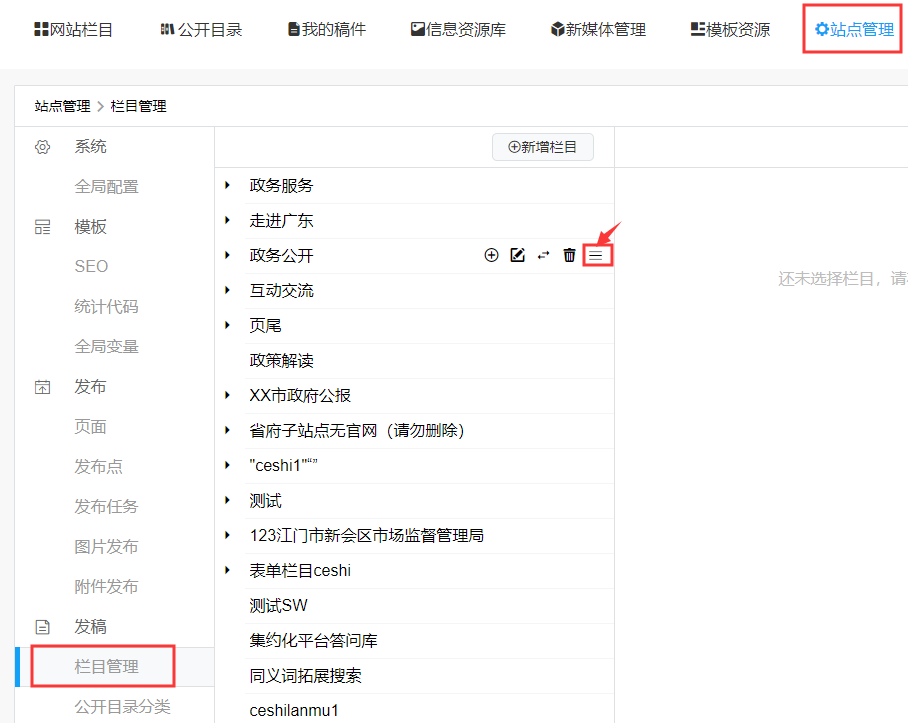 网站栏目 公开目录 我的稿件 信息资源库 新媒体管理 模板资源 站点管理
站点管理 > 栏目管理
系统
全局配置
模板
SEO
统计代码
全局变量
发布
页面
发布点
发布任务
图片发布
附件发布
发稿
栏目管理
公开目录分类
新增栏目
政务服务
走进广东
政务公开
互动交流
页尾
政策解读
XX市政府公报
省府子站点无官网（请勿删除）
"ceshi1"“”
测试
123江门市新会区市场监督管理局
表单栏目ceshi
测试SW
集约化平台答问库
同义词拓展搜索
ceshilanmu1
还未选择栏目，请